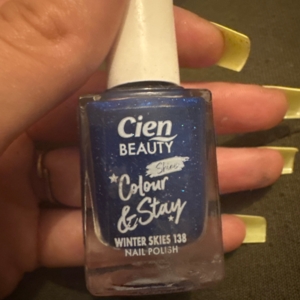 Cien
BEAUTY
Shine
Colour
& Stay
WINTER SKIES 138
NAIL POLISH